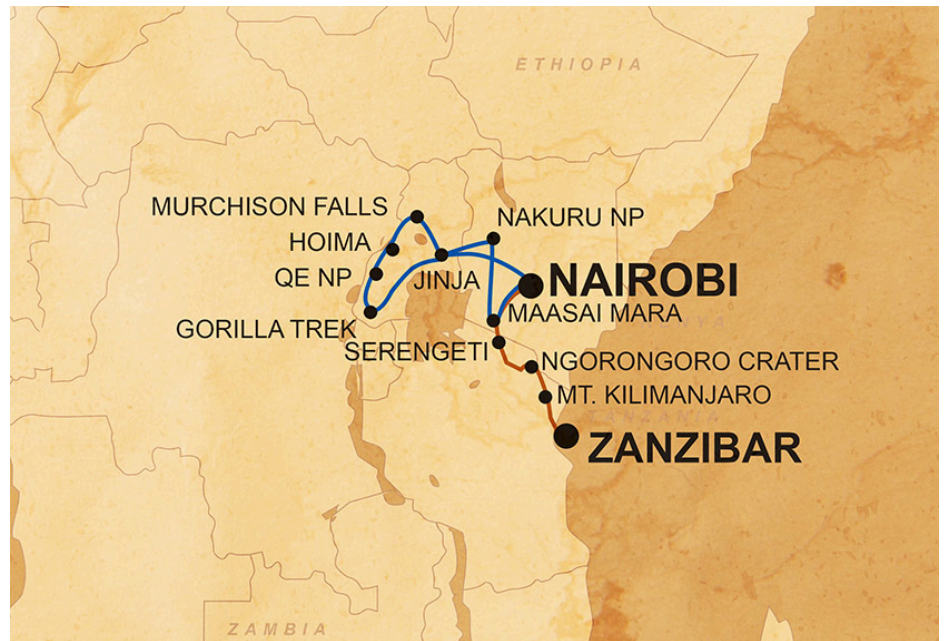 ETHIOPIA
MURCHISON FALLS
NAKURU NP
HOIMA
QE NP
JINJA
NAIROBI
MAASAI MARA
GORILLA TREK
SERENGETI
NGORONGORO CRATER
MT. KILIMANJARO
TANZANIA
ZANZIBAR
ZAMBIA